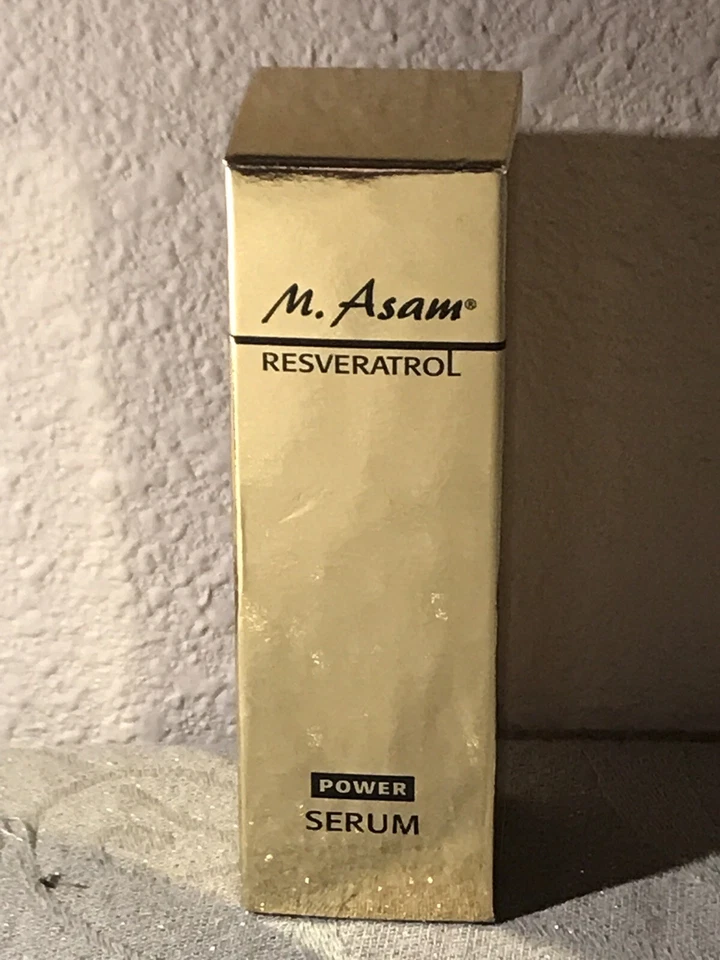 M. Asam®
RESVERATROL
POWER
SERUM